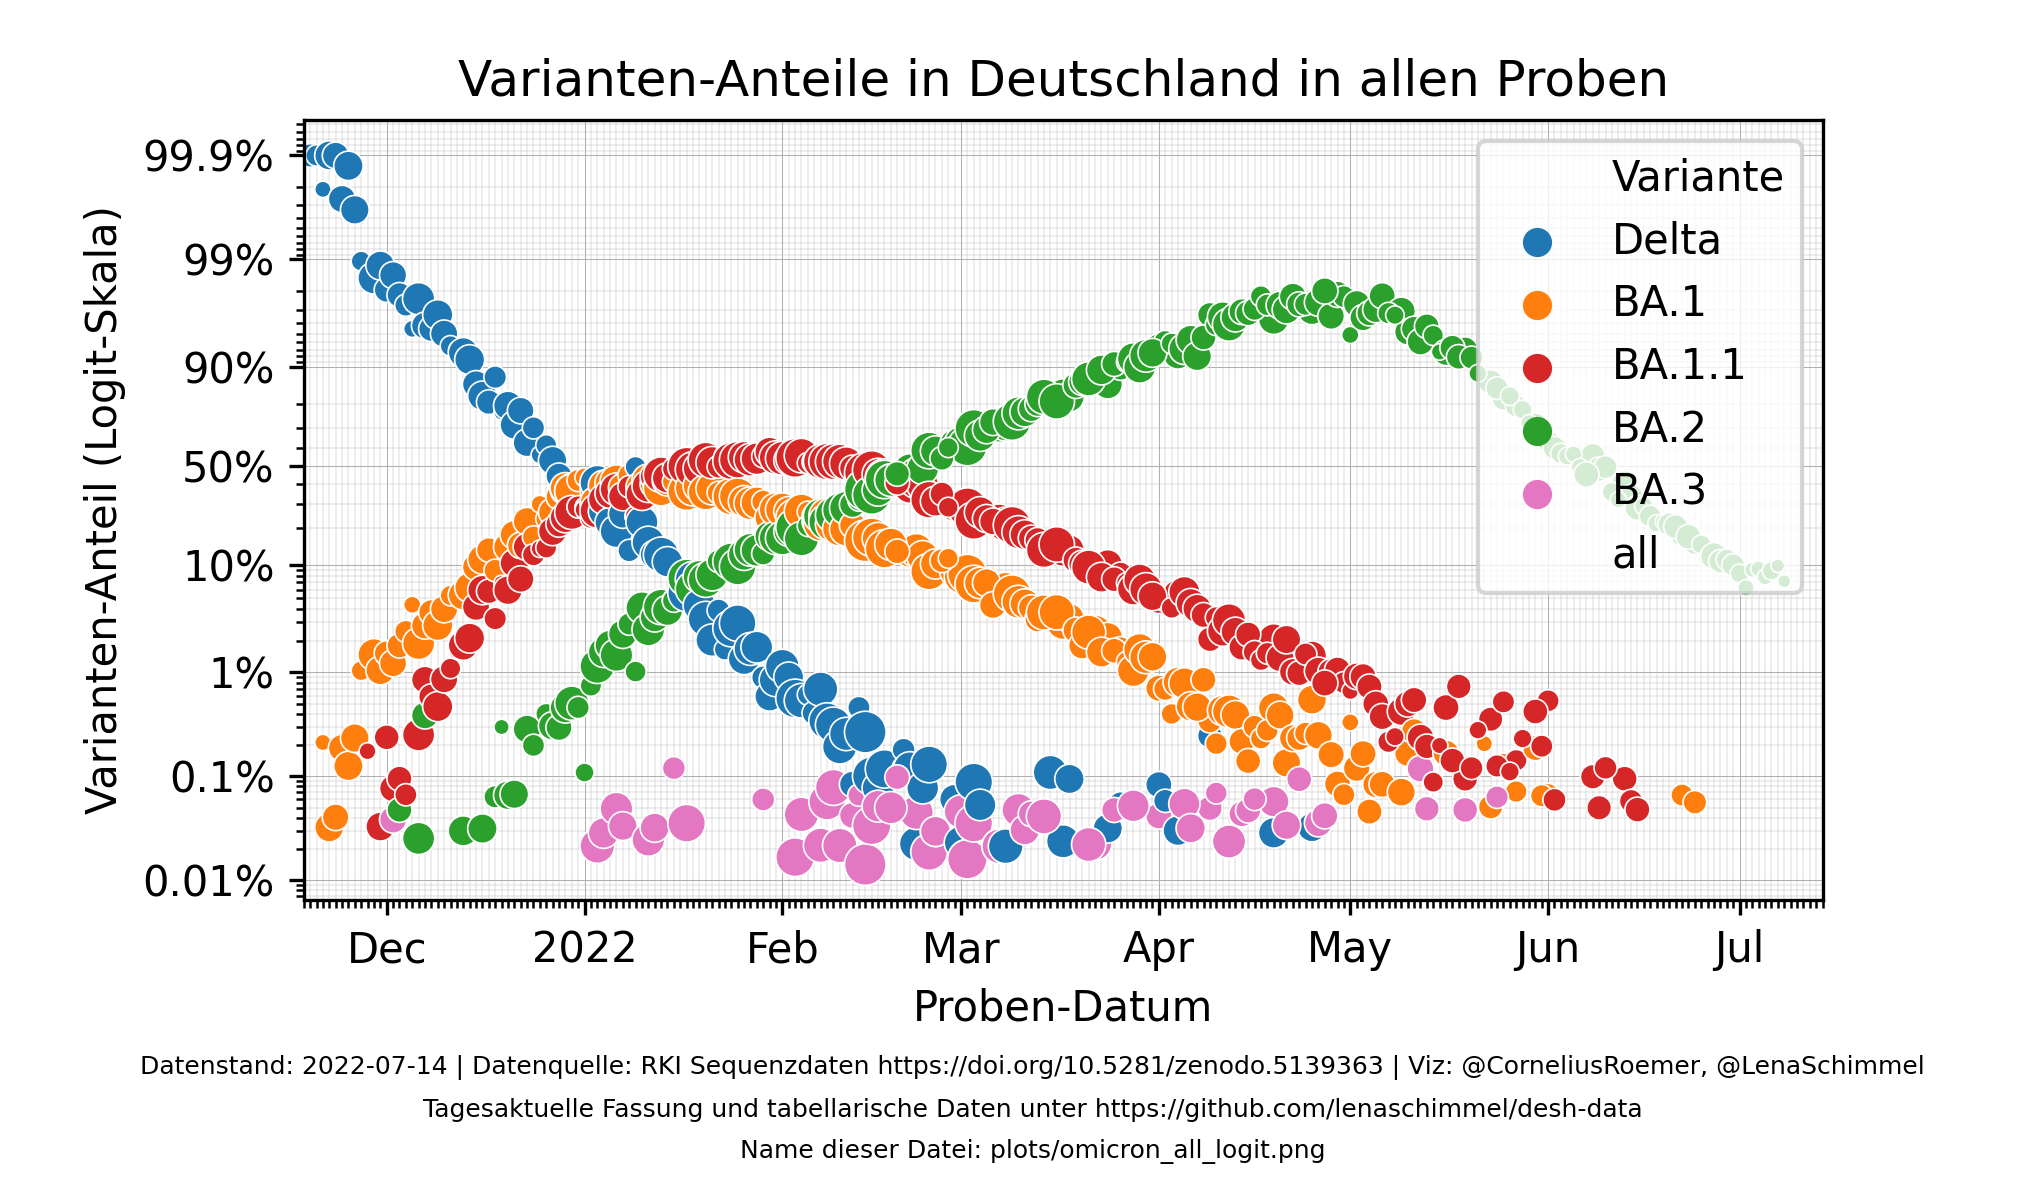 Varianten-Anteile in Deutschland in allen Proben
Varianten-Anteil (Logit-Skala)
99.9%
99%
90%
50%
10%
1%
0.1%
0.01%
Variante
Delta
BA.1
BA.1.1
BA.2
BA.3
all
Dec 2022 Feb Mar Apr May Jun Jul
Proben-Datum
Datenstand: 2022-07-14 | Datenquelle: RKI Sequenzdaten https://doi.org/10.5281/zenodo.5139363 | Viz: @CorneliusRoemer, @LenaSchimmel
Tagesaktuelle Fassung und tabellarische Daten unter https://github.com/lenaschimmel/desh-data
Name dieser Datei: plots/omicron_all_logit.png